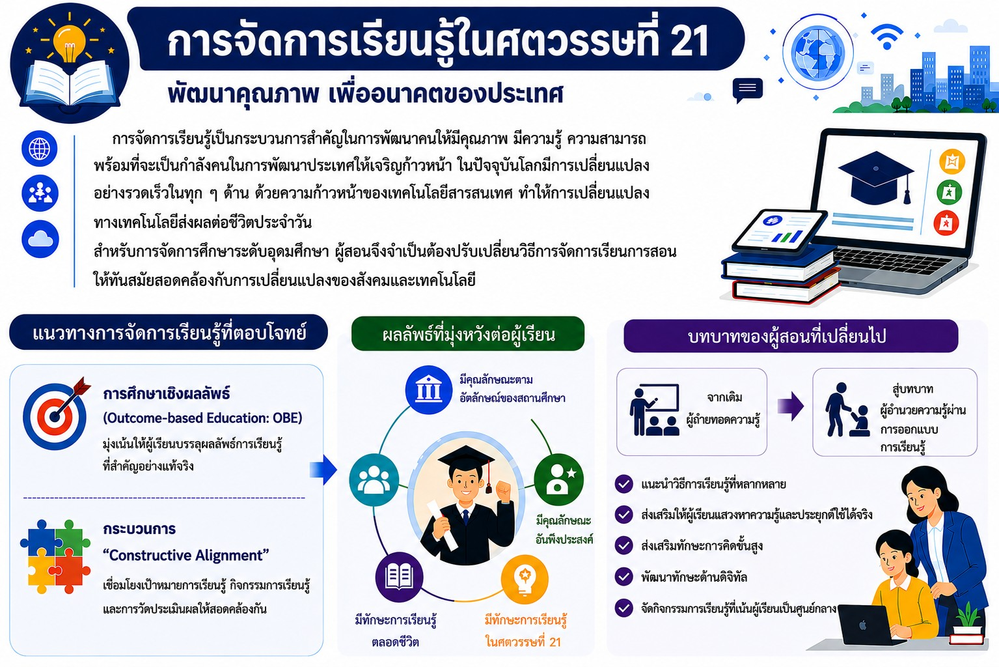 การจัดการเรียนรู้ในศตวรรษที่ 21
พัฒนาคุณภาพ เพื่ออนาคตของประเทศ
การจัดการเรียนรู้เป็นกระบวนการสำคัญในการพัฒนาคนให้มีคุณภาพ มีความรู้ ความสามารถ
พร้อมที่จะเป็นกำลังคนในการพัฒนาประเทศให้เจริญก้าวหน้า ในปัจจุบันโลกมีการเปลี่ยนแปลง
อย่างรวดเร็วในทุก ๆ ด้าน ด้วยความก้าวหน้าของเทคโนโลยีสารสนเทศ ทำให้การเปลี่ยนแปลง
ทางเทคโนโลยีส่งผลต่อชีวิตประจำวัน
สำหรับการจัดการศึกษาระดับอุดมศึกษา ผู้สอนจึงจำเป็นต้องปรับเปลี่ยนวิธีการจัดการเรียนการสอน
ให้ทันสมัยสอดคล้องกับการเปลี่ยนแปลงของสังคมและเทคโนโลยี
แนวทางการจัดการเรียนรู้ที่ตอบโจทย์
การศึกษาเชิงผลลัพธ์
(Outcome-based Education: OBE)
มุ่งเน้นให้ผู้เรียนบรรลุผลลัพธ์การเรียนรู้
ที่สำคัญอย่างแท้จริง
กระบวนการ
“Constructive Alignment”
เชื่อมโยงเป้าหมายการเรียนรู้ กิจกรรมการเรียนรู้
และการวัดประเมินผลให้สอดคล้องกัน
ผลลัพธ์ที่มุ่งหวังต่อผู้เรียน
มีคุณลักษณะตาม
อัตลักษณ์ของสถานศึกษา
มีคุณลักษณะ
อันพึงประสงค์
มีทักษะการเรียนรู้
ตลอดชีวิต
มีทักษะการเรียนรู้
ในศตวรรษที่ 21
บทบาทของผู้สอนที่เปลี่ยนไป
จากเดิม
ผู้ถ่ายทอดความรู้
สู่บทบาท
ผู้อำนวยความรู้ผ่าน
การออกแบบ
การเรียนรู้
แนะนำวิธีการเรียนรู้ที่หลากหลาย
ส่งเสริมให้ผู้เรียนแสวงหาความรู้และประยุกต์ใช้ได้จริง
ส่งเสริมทักษะการคิดขั้นสูง
พัฒนาทักษะด้านดิจิทัล
จัดกิจกรรมการเรียนรู้ที่เน้นผู้เรียนเป็นศูนย์กลาง